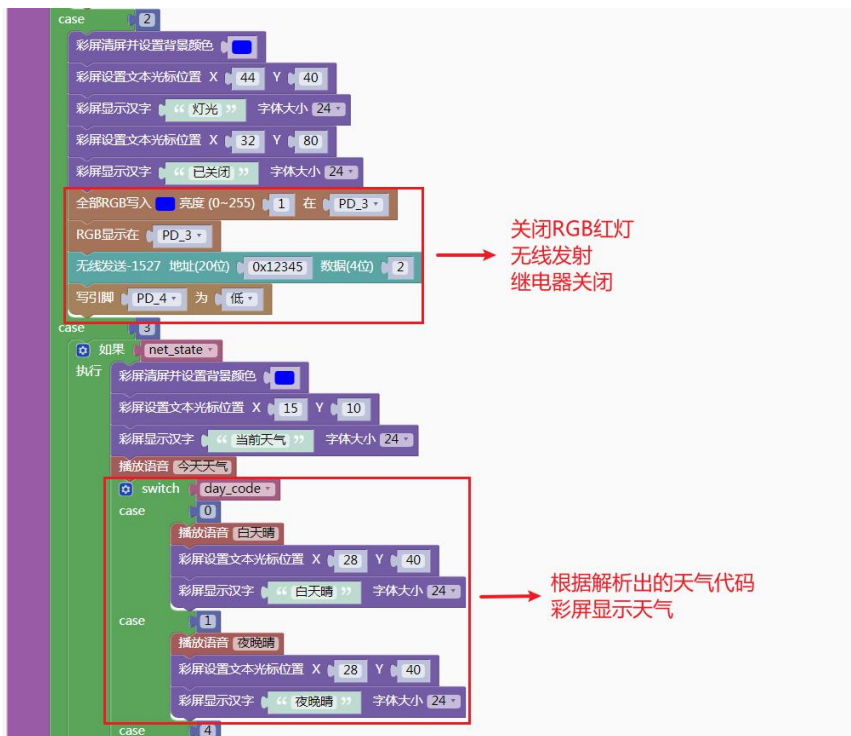 case 2
彩屏清屏并设置背景颜色
彩屏设置文本光标位置 X 44 Y 40
彩屏显示汉字 “ 灯光 ” 字体大小 24
彩屏设置文本光标位置 X 32 Y 80
彩屏显示汉字 “ 已关闭 ” 字体大小 24
全部RGB写入 亮度 (0~255) 1 在 PD_3
RGB显示在 PD_3
无线发送-1527 地址(20位) 0x12345 数据(4位) 2
写引脚 PD_4 为 低
关闭RGB红灯
无线发射
继电器关闭
case 3
如果 net_state
执行 彩屏清屏并设置背景颜色
彩屏设置文本光标位置 X 15 Y 10
彩屏显示汉字 “ 当前天气 ” 字体大小 24
播放语音 今天天气
switch day_code
case 0
播放语音 白天晴
彩屏设置文本光标位置 X 28 Y 40
彩屏显示汉字 “ 白天晴 ” 字体大小 24
根据解析出的天气代码
彩屏显示天气
case 1
播放语音 夜晚晴
彩屏设置文本光标位置 X 28 Y 40
彩屏显示汉字 “ 夜晚晴 ” 字体大小 24
case 4